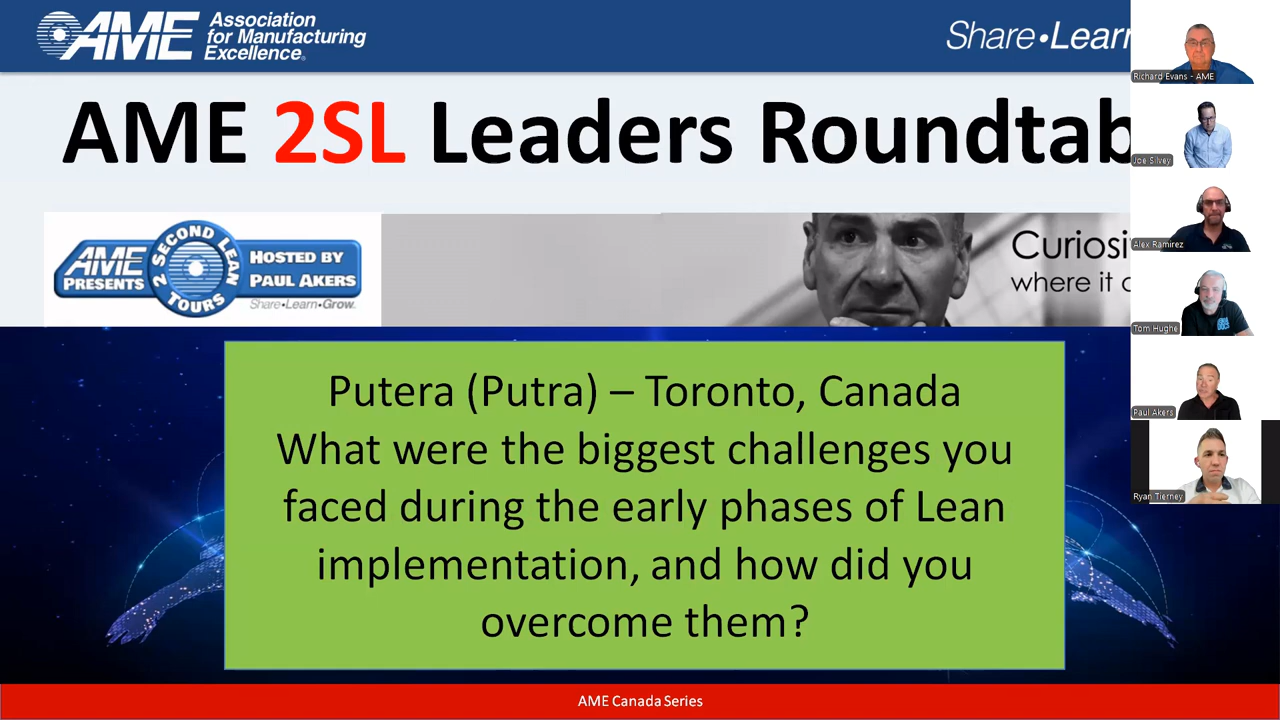 AME Association
for Manufacturing
Excellence.
Share•Learn
AME 2SL Leaders Roundtab
AME
PRESENTS
2 SECOND LEAN
TOURS
HOSTED BY
PAUL AKERS
Share•Learn•Grow.
Curiosi
where it
Putera (Putra) – Toronto, Canada
What were the biggest challenges you
faced during the early phases of Lean
implementation, and how did you
overcome them?
AME Canada Series
Richard Evans - AME
Joe Silvey
Alex Ramirez
Tom Hughe
Paul Akers
Ryan Tierney